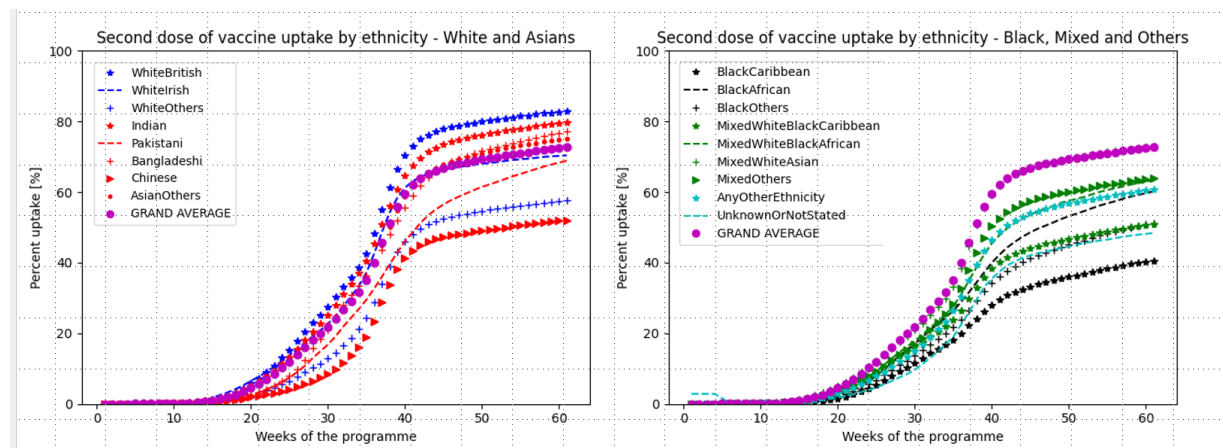 Second dose of vaccine uptake by ethnicity - White and Asians
100
80
60
40
20
0
Percent uptake [%]
WhiteBritish
WhiteIrish
WhiteOthers
Indian
Pakistani
Bangladeshi
Chinese
AsianOthers
GRAND AVERAGE
0 10 20 30 40 50 60
Weeks of the programme
Second dose of vaccine uptake by ethnicity - Black, Mixed and Others
100
80
60
40
20
0
Percent uptake [%]
BlackCaribbean
BlackAfrican
BlackOthers
MixedWhiteBlackCaribbean
MixedWhiteBlackAfrican
MixedWhiteAsian
MixedOthers
AnyOtherEthnicity
UnknownOrNotStated
GRAND AVERAGE
0 10 20 30 40 50 60
Weeks of the programme